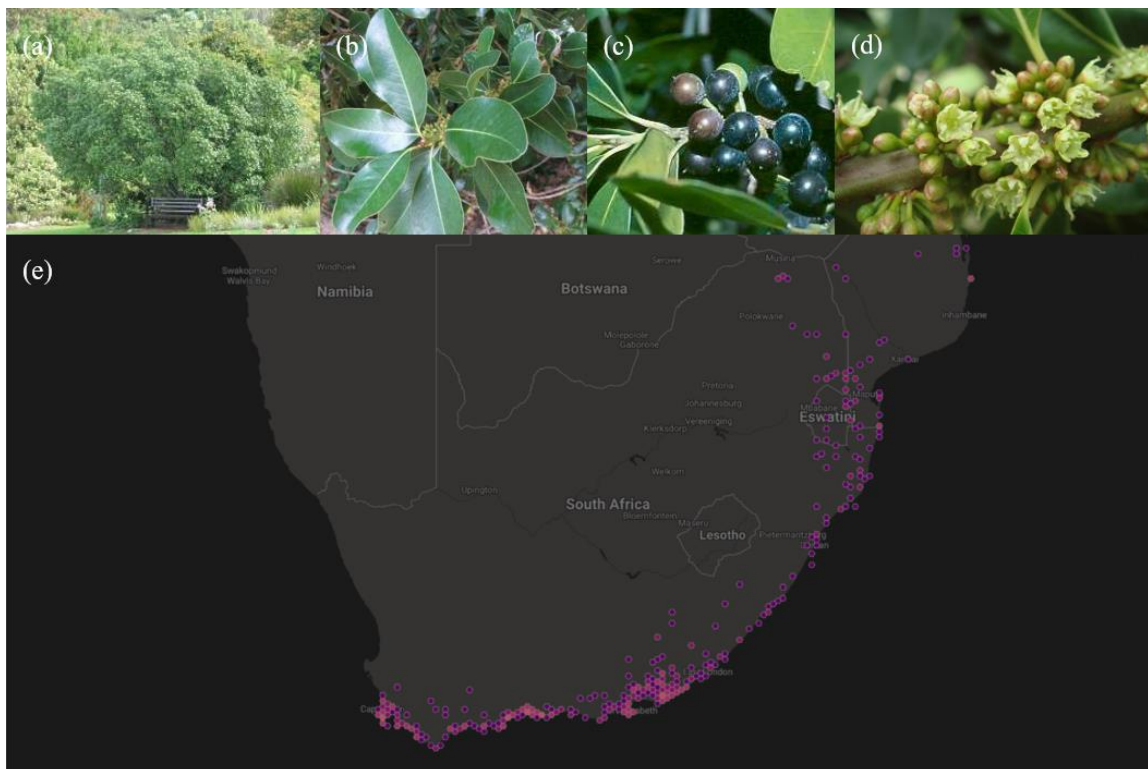 (a)
(b)
(c)
(d)
(e)
Swakopmund
Walvis Bay
Windhoek
Namibia
Botswana
Serowe
Musina
Polokwane
Inhambane
Molepolole
Gaborone
Pretoria
Johannesburg
Vereeniging
Klerksdorp
Mbabane
Eswatini
Welkom
Upington
South Africa
Bloemfontein
Maseru
Lesotho
Pietermaritzburg